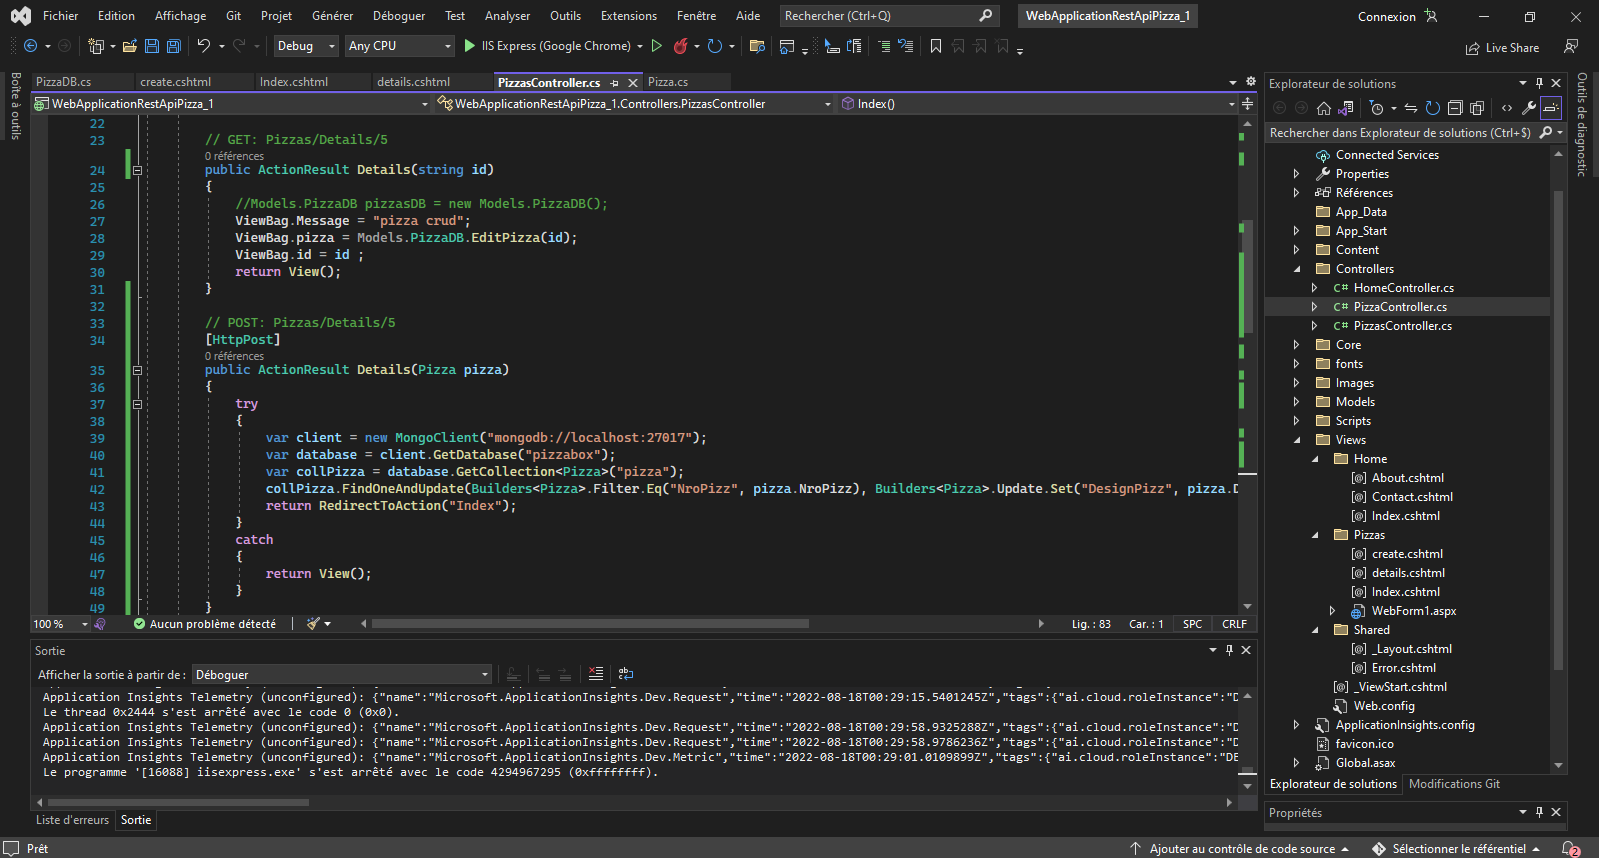 Fichier Edition Affichage Git Projet Générer Déboguer Test Analyser Outils Extensions Fenêtre Aide Rechercher (Ctrl+Q) WebApplicationRestApiPizza_1 Connexion
Debug Any CPU IIS Express (Google Chrome) Live Share
Boîte à outils
PizzaDB.cs create.cshtml Index.cshtml details.cshtml PizzasController.cs Pizza.cs
WebApplicationRestApiPizza_1 WebApplicationRestApiPizza_1.Controllers.PizzasController Index()
22
23 // GET: Pizzas/Details/5
0 références
24 public ActionResult Details(string id)
25 {
26 //Models.PizzaDB pizzasDB = new Models.PizzaDB();
27 ViewBag.Message = "pizza crud";
28 ViewBag.pizza = Models.PizzaDB.EditPizza(id);
29 ViewBag.id = id ;
30 return View();
31 }
32
33 // POST: Pizzas/Details/5
34 [HttpPost]
0 références
35 public ActionResult Details(Pizza pizza)
36 {
37 try
38 {
39 var client = new MongoClient("mongodb://localhost:27017");
40 var database = client.GetDatabase("pizzabox");
41 var collPizza = database.GetCollection<Pizza>("pizza");
42 collPizza.FindOneAndUpdate(Builders<Pizza>.Filter.Eq("NroPizz", pizza.NroPizz), Builders<Pizza>.Update.Set("DesignPizz", pizza.D
43 return RedirectToAction("Index");
44 }
45 catch
46 {
47 return View();
48 }
49 }
100 % Aucun problème détecté Lig. : 83 Car. : 1 SPC CRLF
Sortie
Afficher la sortie à partir de : Déboguer
Application Insights Telemetry (unconfigured): {"name":"Microsoft.ApplicationInsights.Dev.Request","time":"2022-08-18T00:29:15.5401245Z","tags":{"ai.cloud.roleInstance":"DE
Le thread 0x2444 s'est arrêté avec le code 0 (0x0).
Application Insights Telemetry (unconfigured): {"name":"Microsoft.ApplicationInsights.Dev.Request","time":"2022-08-18T00:29:58.9325288Z","tags":{"ai.cloud.roleInstance":"DE
Application Insights Telemetry (unconfigured): {"name":"Microsoft.ApplicationInsights.Dev.Request","time":"2022-08-18T00:29:58.9786236Z","tags":{"ai.cloud.roleInstance":"DE
Application Insights Telemetry (unconfigured): {"name":"Microsoft.ApplicationInsights.Dev.Metric","time":"2022-08-18T00:29:01.0109899Z","tags":{"ai.cloud.roleInstance":"DE
Le programme '[16088] iisexpress.exe' s'est arrêté avec le code 4294967295 (0xffffffff).
Liste d'erreurs Sortie
Explorateur de solutions
Rechercher dans Explorateur de solutions (Ctrl+$)
Connected Services
Properties
Références
App_Data
App_Start
Content
Controllers
C# HomeController.cs
C# PizzaController.cs
C# PizzasController.cs
Core
fonts
Images
Models
Scripts
Views
Home
About.cshtml
Contact.cshtml
Index.cshtml
Pizzas
create.cshtml
details.cshtml
Index.cshtml
WebForm1.aspx
Shared
_Layout.cshtml
Error.cshtml
_ViewStart.cshtml
Web.config
ApplicationInsights.config
favicon.ico
Global.asax
Explorateur de solutions Modifications Git
Propriétés
Outils de diagnostic
Prêt Ajouter au contrôle de code source Sélectionner le référentiel 2